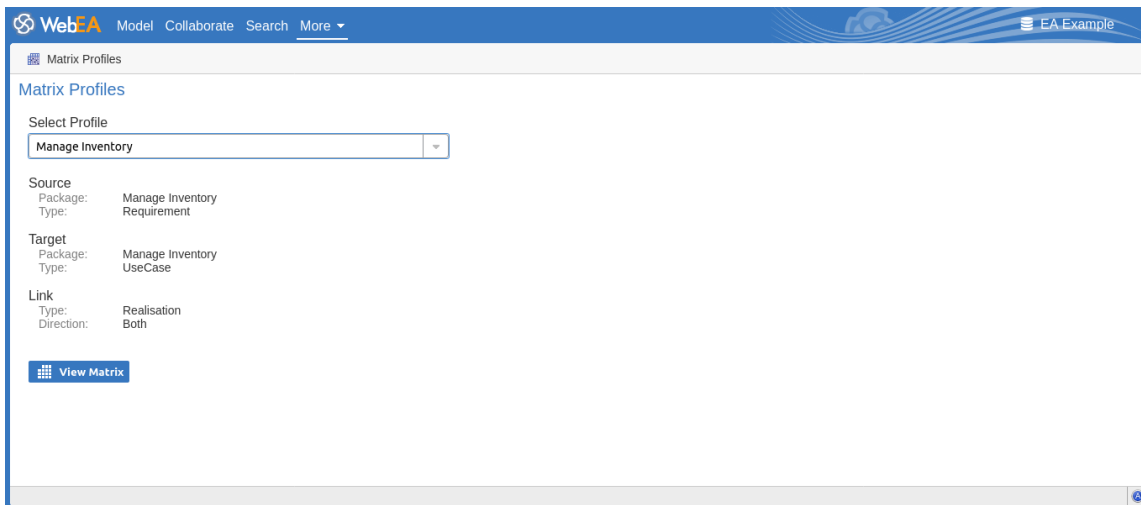 WebEA Model Collaborate Search More EA Example
Matrix Profiles
Matrix Profiles
Select Profile
Manage Inventory
Source
Package: Manage Inventory
Type: Requirement
Target
Package: Manage Inventory
Type: UseCase
Link
Type: Realisation
Direction: Both
View Matrix